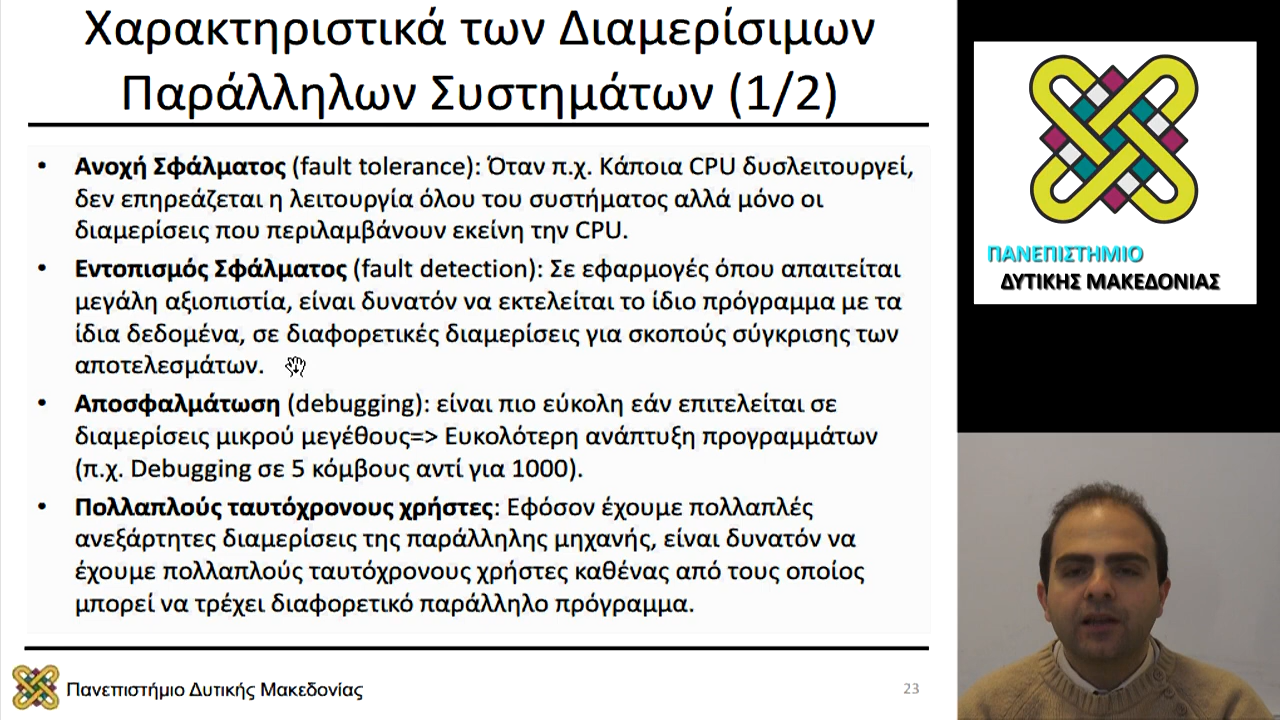 Χαρακτηριστικά των Διαμερίσιμων
Παράλληλων Συστημάτων (1/2)
• Ανοχή Σφάλματος (fault tolerance): Όταν π.χ. Κάποια CPU δυσλειτουργεί,
δεν επηρεάζεται η λειτουργία όλου του συστήματος αλλά μόνο οι
διαμερίσεις που περιλαμβάνουν εκείνη την CPU.
• Εντοπισμός Σφάλματος (fault detection): Σε εφαρμογές όπου απαιτείται
μεγάλη αξιοπιστία, είναι δυνατόν να εκτελείται το ίδιο πρόγραμμα με τα
ίδια δεδομένα, σε διαφορετικές διαμερίσεις για σκοπούς σύγκρισης των
αποτελεσμάτων.
• Αποσφαλμάτωση (debugging): είναι πιο εύκολη εάν επιτελείται σε
διαμερίσεις μικρού μεγέθους=> Ευκολότερη ανάπτυξη προγραμμάτων
(π.χ. Debugging σε 5 κόμβους αντί για 1000).
• Πολλαπλούς ταυτόχρονους χρήστες: Εφόσον έχουμε πολλαπλές
ανεξάρτητες διαμερίσεις της παράλληλης μηχανής, είναι δυνατόν να
έχουμε πολλαπλούς ταυτόχρονους χρήστες καθένας από τους οποίος
μπορεί να τρέχει διαφορετικό παράλληλο πρόγραμμα.
Πανεπιστήμιο Δυτικής Μακεδονίας
23
ΠΑΝΕΠΙΣΤΗΜΙΟ
ΔΥΤΙΚΗΣ ΜΑΚΕΔΟΝΙΑΣ